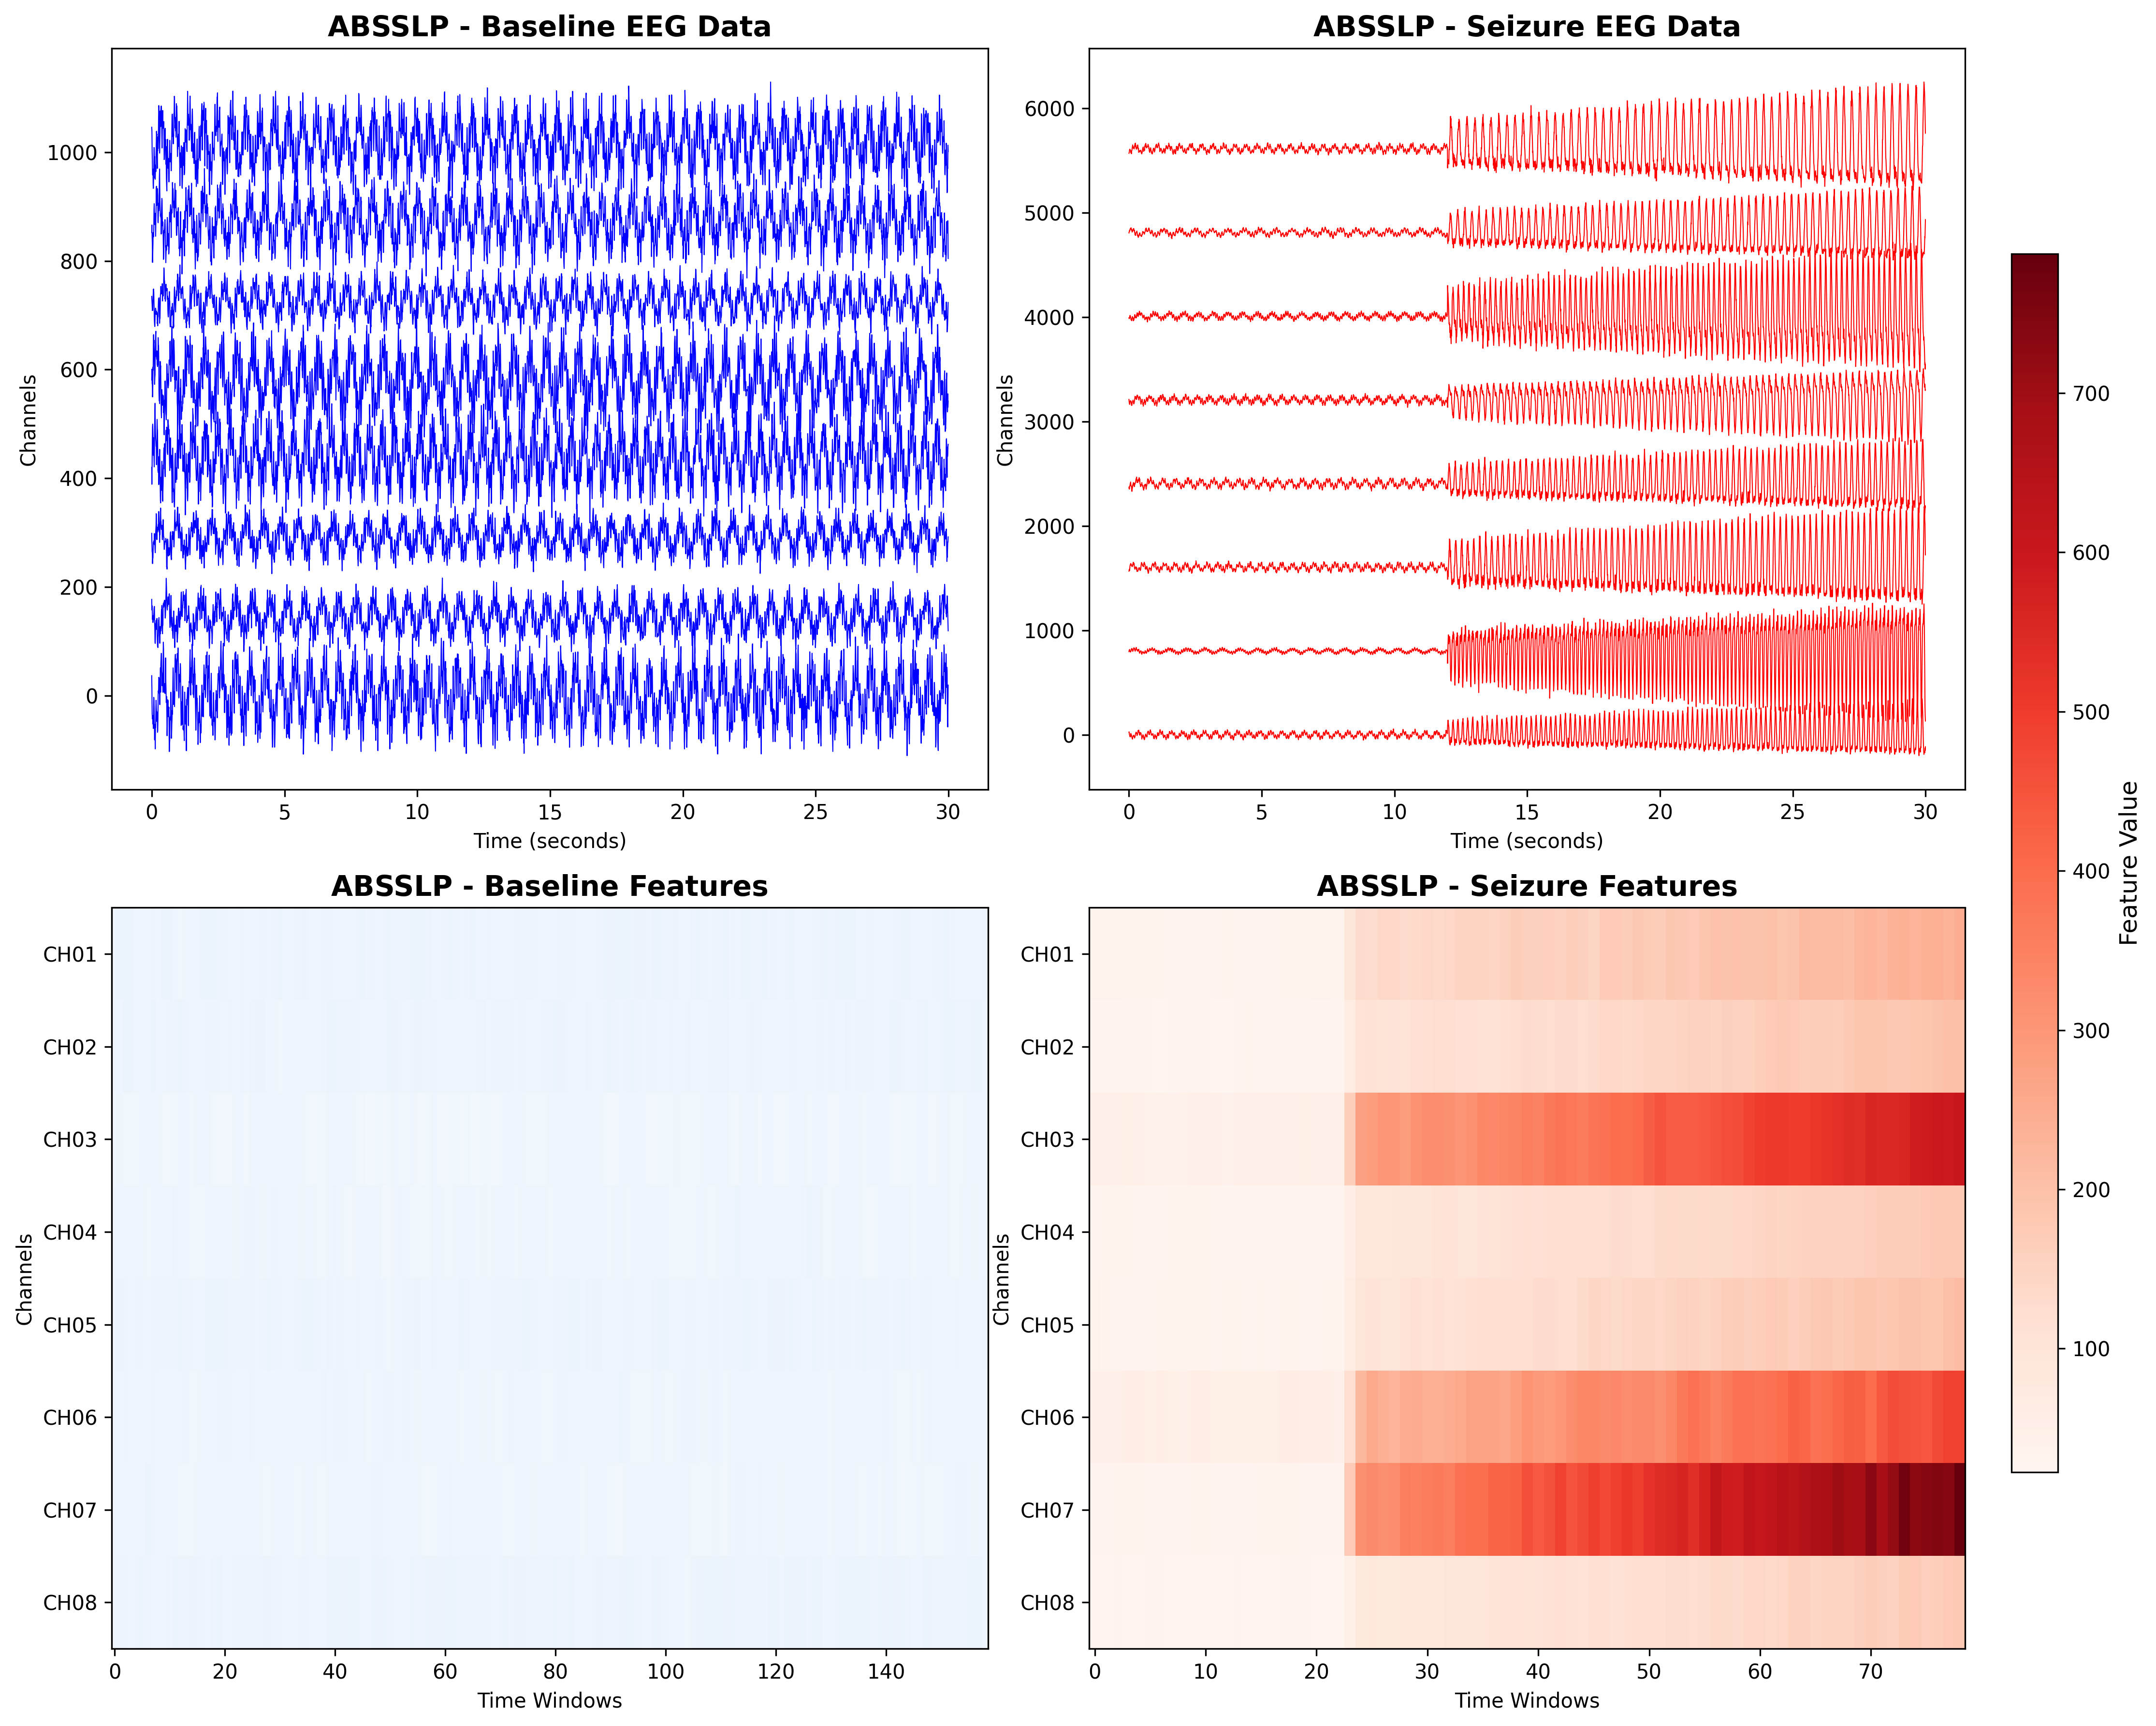 ABSSLP - Baseline EEG Data
Channels
1000
800
600
400
200
0
0 5 10 15 20 25 30
Time (seconds)
ABSSLP - Seizure EEG Data
Channels
6000
5000
4000
3000
2000
1000
0
0 5 10 15 20 25 30
Time (seconds)
ABSSLP - Baseline Features
Channels
CH01
CH02
CH03
CH04
CH05
CH06
CH07
CH08
0 20 40 60 80 100 120 140
Time Windows
ABSSLP - Seizure Features
Channels
CH01
CH02
CH03
CH04
CH05
CH06
CH07
CH08
0 10 20 30 40 50 60 70
Time Windows
700
600
500
400
300
200
100
Feature Value